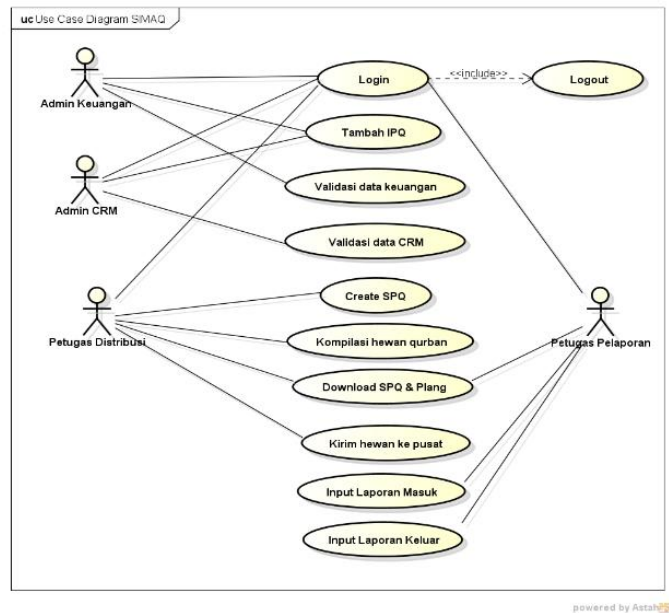 uc Use Case Diagram SIMAQ
Login
<<include>>
Logout
Admin Keuangan
Tambah IPQ
Validasi data keuangan
Admin CRM
Validasi data CRM
Create SPQ
Petugas Distribusi
Kompilasi hewan qurban
Petugas Pelaporan
Download SPQ & Plang
Kirim hewan ke pusat
Input Laporan Masuk
Input Laporan Keluar
powered by Astah